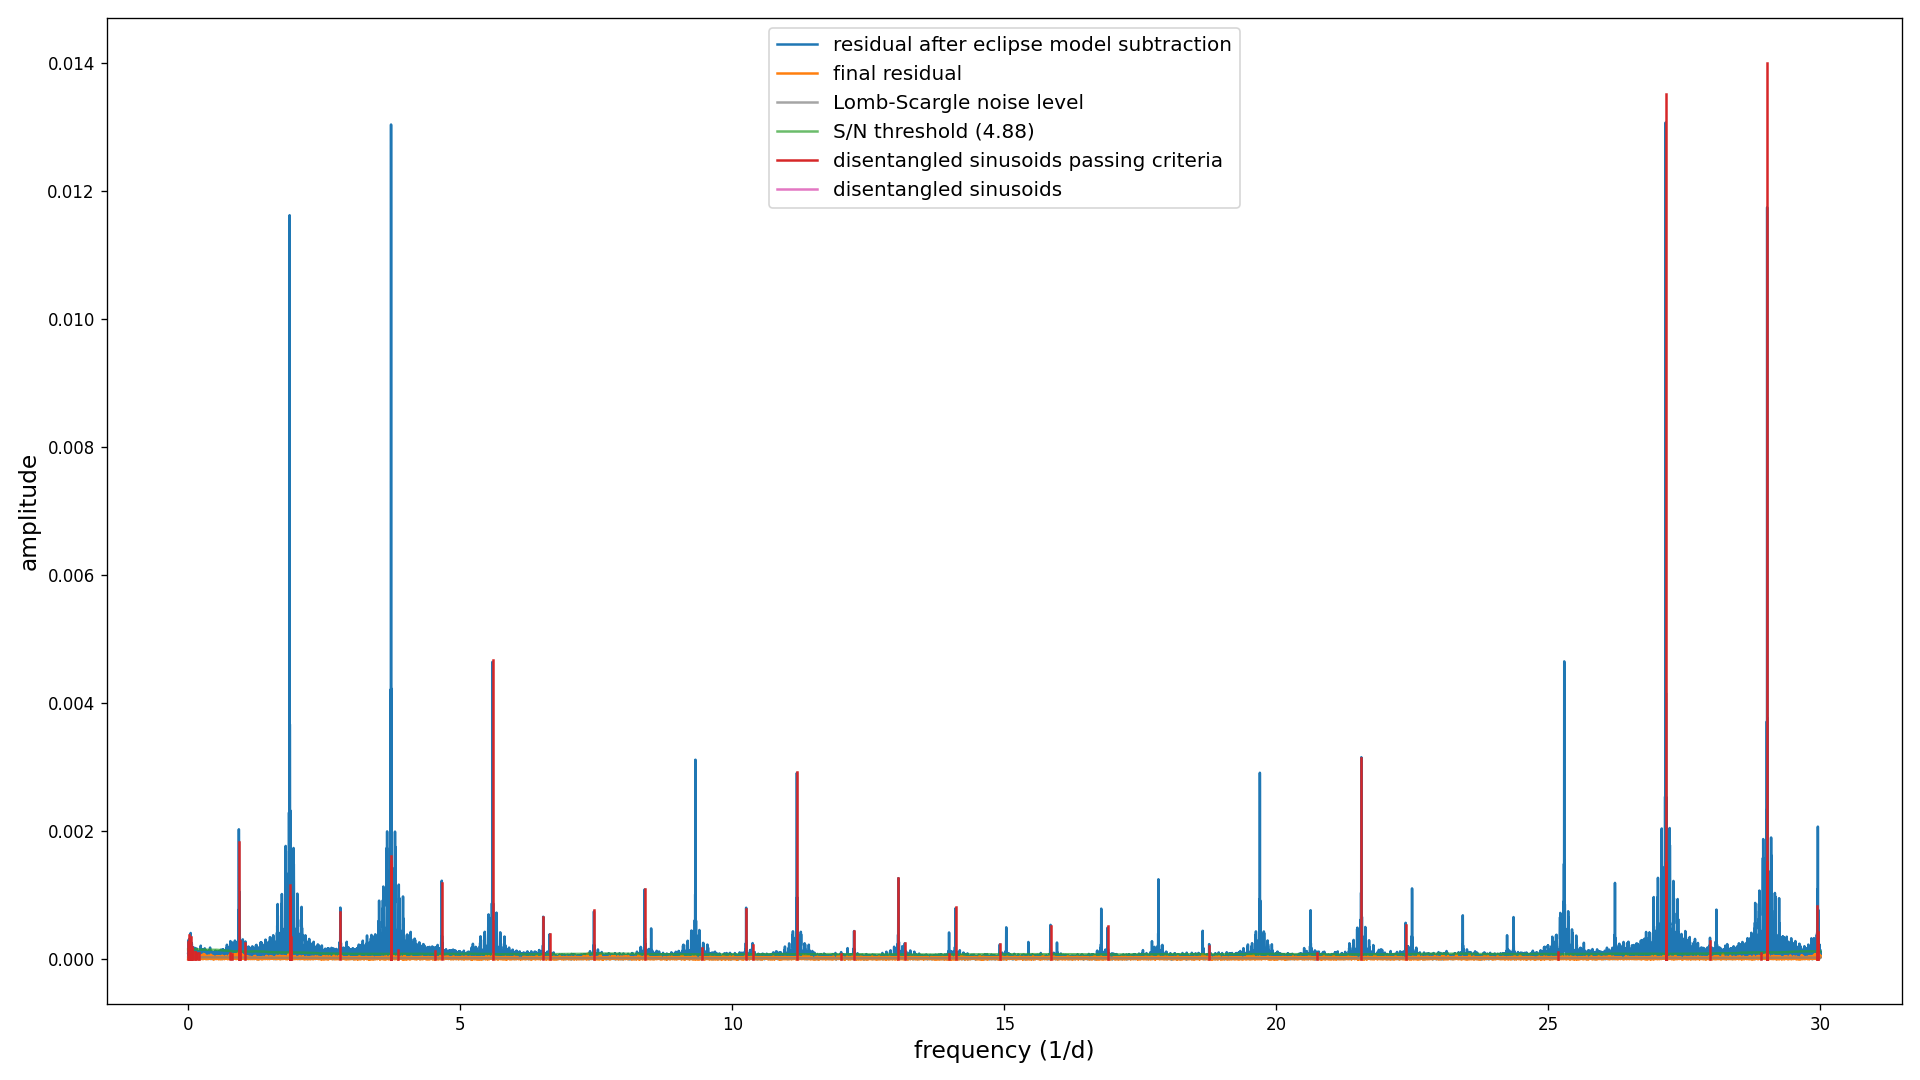 residual after eclipse model subtraction
final residual
Lomb-Scargle noise level
S/N threshold (4.88)
disentangled sinusoids passing criteria
disentangled sinusoids
0.014
0.012
0.010
0.008
0.006
0.004
0.002
0.000
amplitude
0 5 10 15 20 25 30
frequency (1/d)